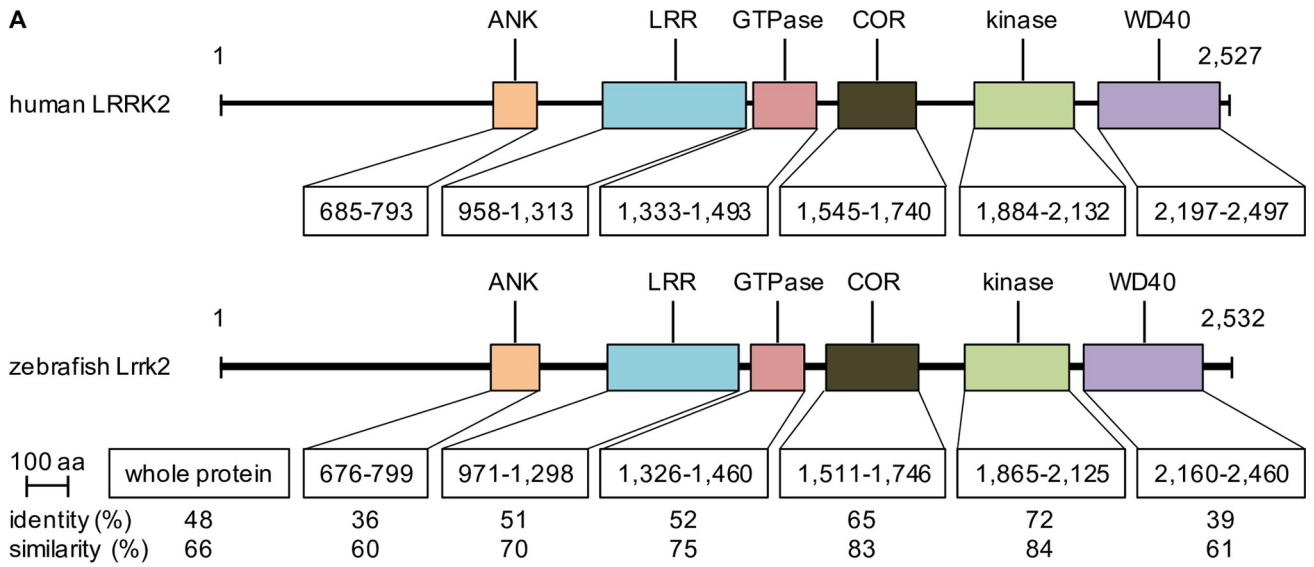 A
ANK LRR GTPase COR kinase WD40
1 2,527
human LRRK2
685-793 958-1,313 1,333-1,493 1,545-1,740 1,884-2,132 2,197-2,497
ANK LRR GTPase COR kinase WD40
1 2,532
zebrafish Lrrk2
100 aa whole protein 676-799 971-1,298 1,326-1,460 1,511-1,746 1,865-2,125 2,160-2,460
identity (%) 48 36 51 52 65 72 39
similarity (%) 66 60 70 75 83 84 61